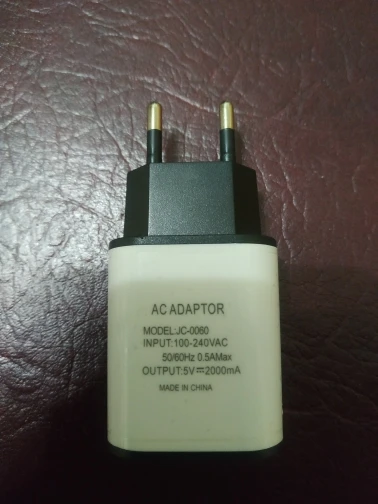 AC ADAPTOR
MODEL:JC-0060
INPUT:100-240VAC
50/60Hz 0.5AMax
OUTPUT:5V⎓2000mA
MADE IN CHINA